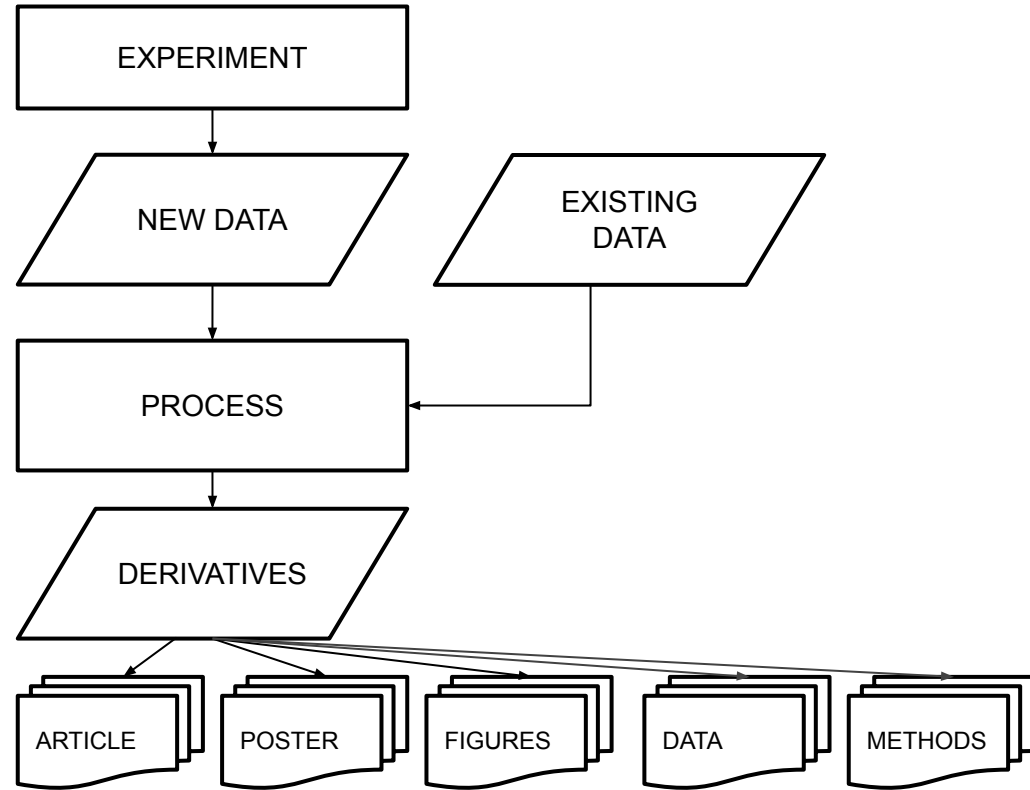 EXPERIMENT
NEW DATA
EXISTING
DATA
PROCESS
DERIVATIVES
ARTICLE
POSTER
FIGURES
DATA
METHODS